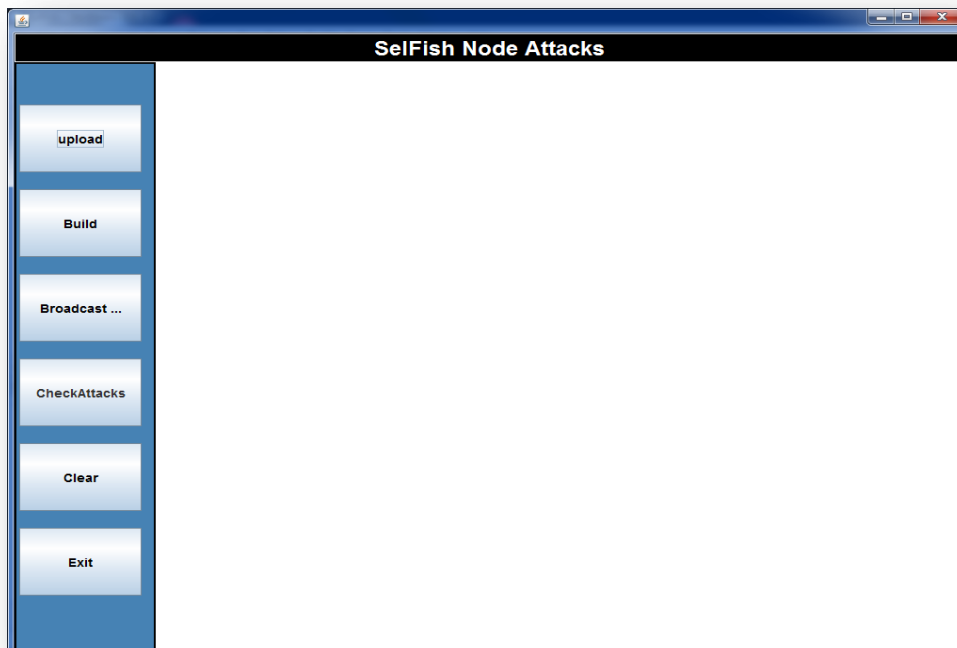 SelFish Node Attacks
upload
Build
Broadcast ...
CheckAttacks
Clear
Exit